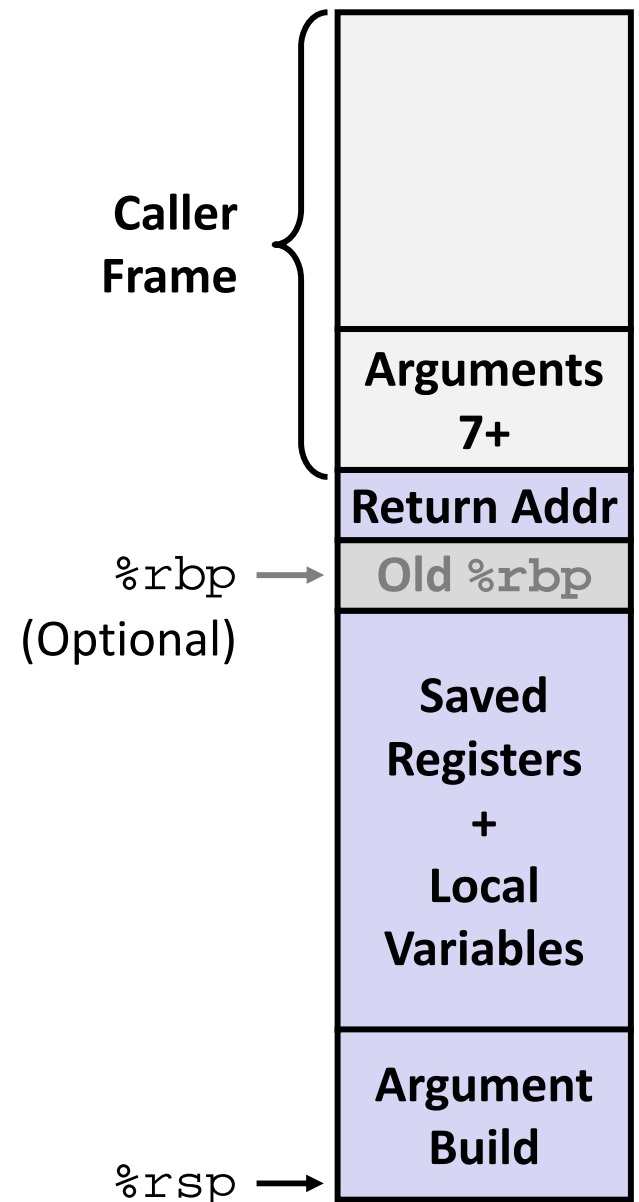 Caller
Frame
Arguments
7+
Return Addr
%rbp
(Optional)
Old %rbp
Saved
Registers
+
Local
Variables
Argument
Build
%rsp